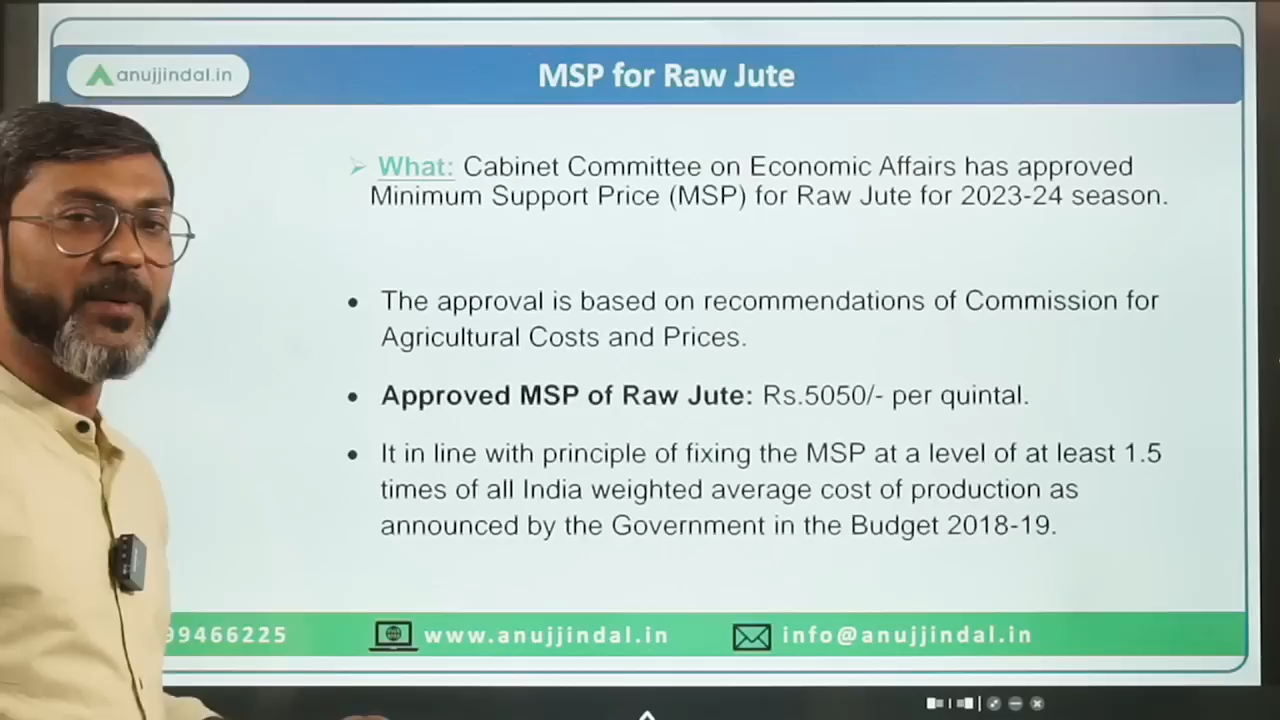 anujjindal.in
MSP for Raw Jute
What: Cabinet Committee on Economic Affairs has approved
Minimum Support Price (MSP) for Raw Jute for 2023-24 season.
• The approval is based on recommendations of Commission for
Agricultural Costs and Prices.
• Approved MSP of Raw Jute: Rs.5050/- per quintal.
• It in line with principle of fixing the MSP at a level of at least 1.5
times of all India weighted average cost of production as
announced by the Government in the Budget 2018-19.
99466225 www.anujjindal.in info@anujjindal.in